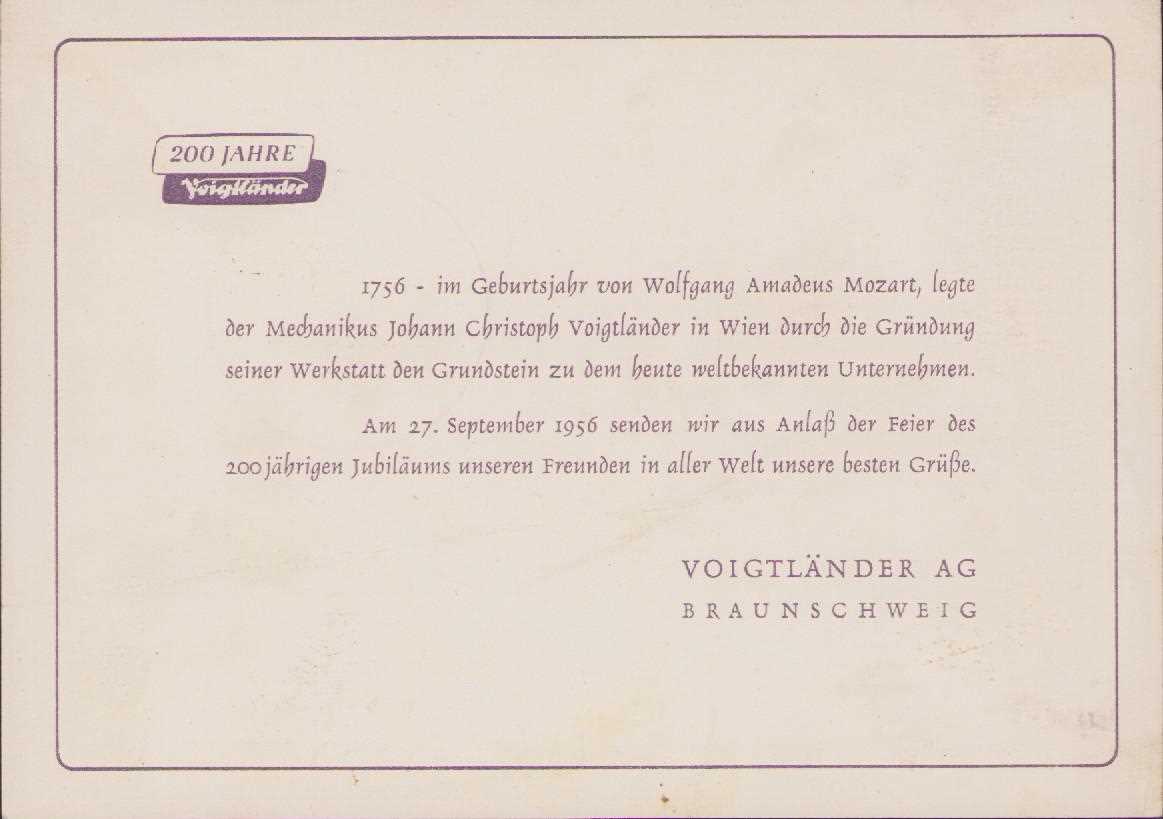 200 JAHRE
Voigtländer
1756 - im Geburtsjahr von Wolfgang Amadeus Mozart, legte
der Mechanikus Johann Christoph Voigtländer in Wien durch die Gründung
seiner Werkstatt den Grundstein zu dem heute weltbekannten Unternehmen.
Am 27. September 1956 senden wir aus Anlaß der Feier des
200jährigen Jubiläums unseren Freunden in aller Welt unsere besten Grüße.
VOIGTLÄNDER AG
BRAUNSCHWEIG